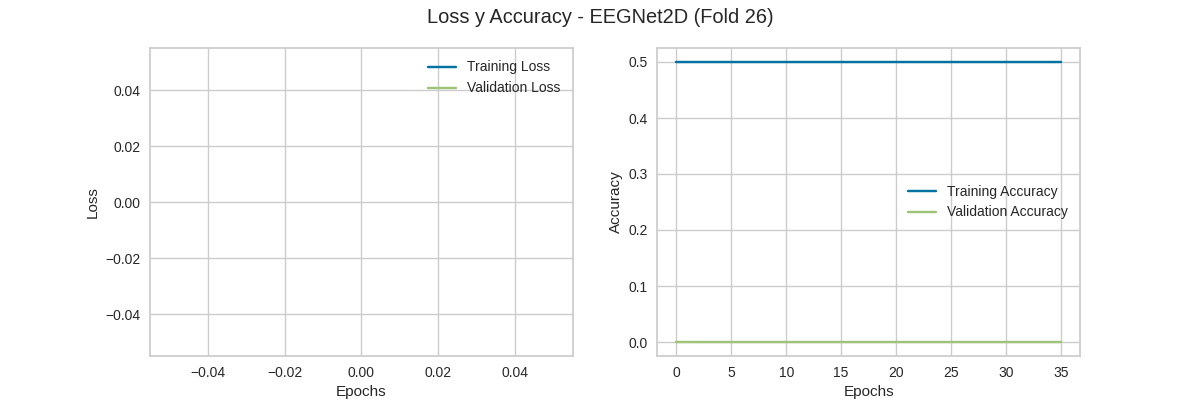 Loss y Accuracy - EEGNet2D (Fold 26)
Training Loss
Validation Loss
0.04
0.02
0.00
−0.02
−0.04
Loss
−0.04
−0.02
0.00
0.02
0.04
Epochs
0.5
0.4
0.3
0.2
0.1
0.0
Accuracy
Training Accuracy
Validation Accuracy
0
5
10
15
20
25
30
35
Epochs